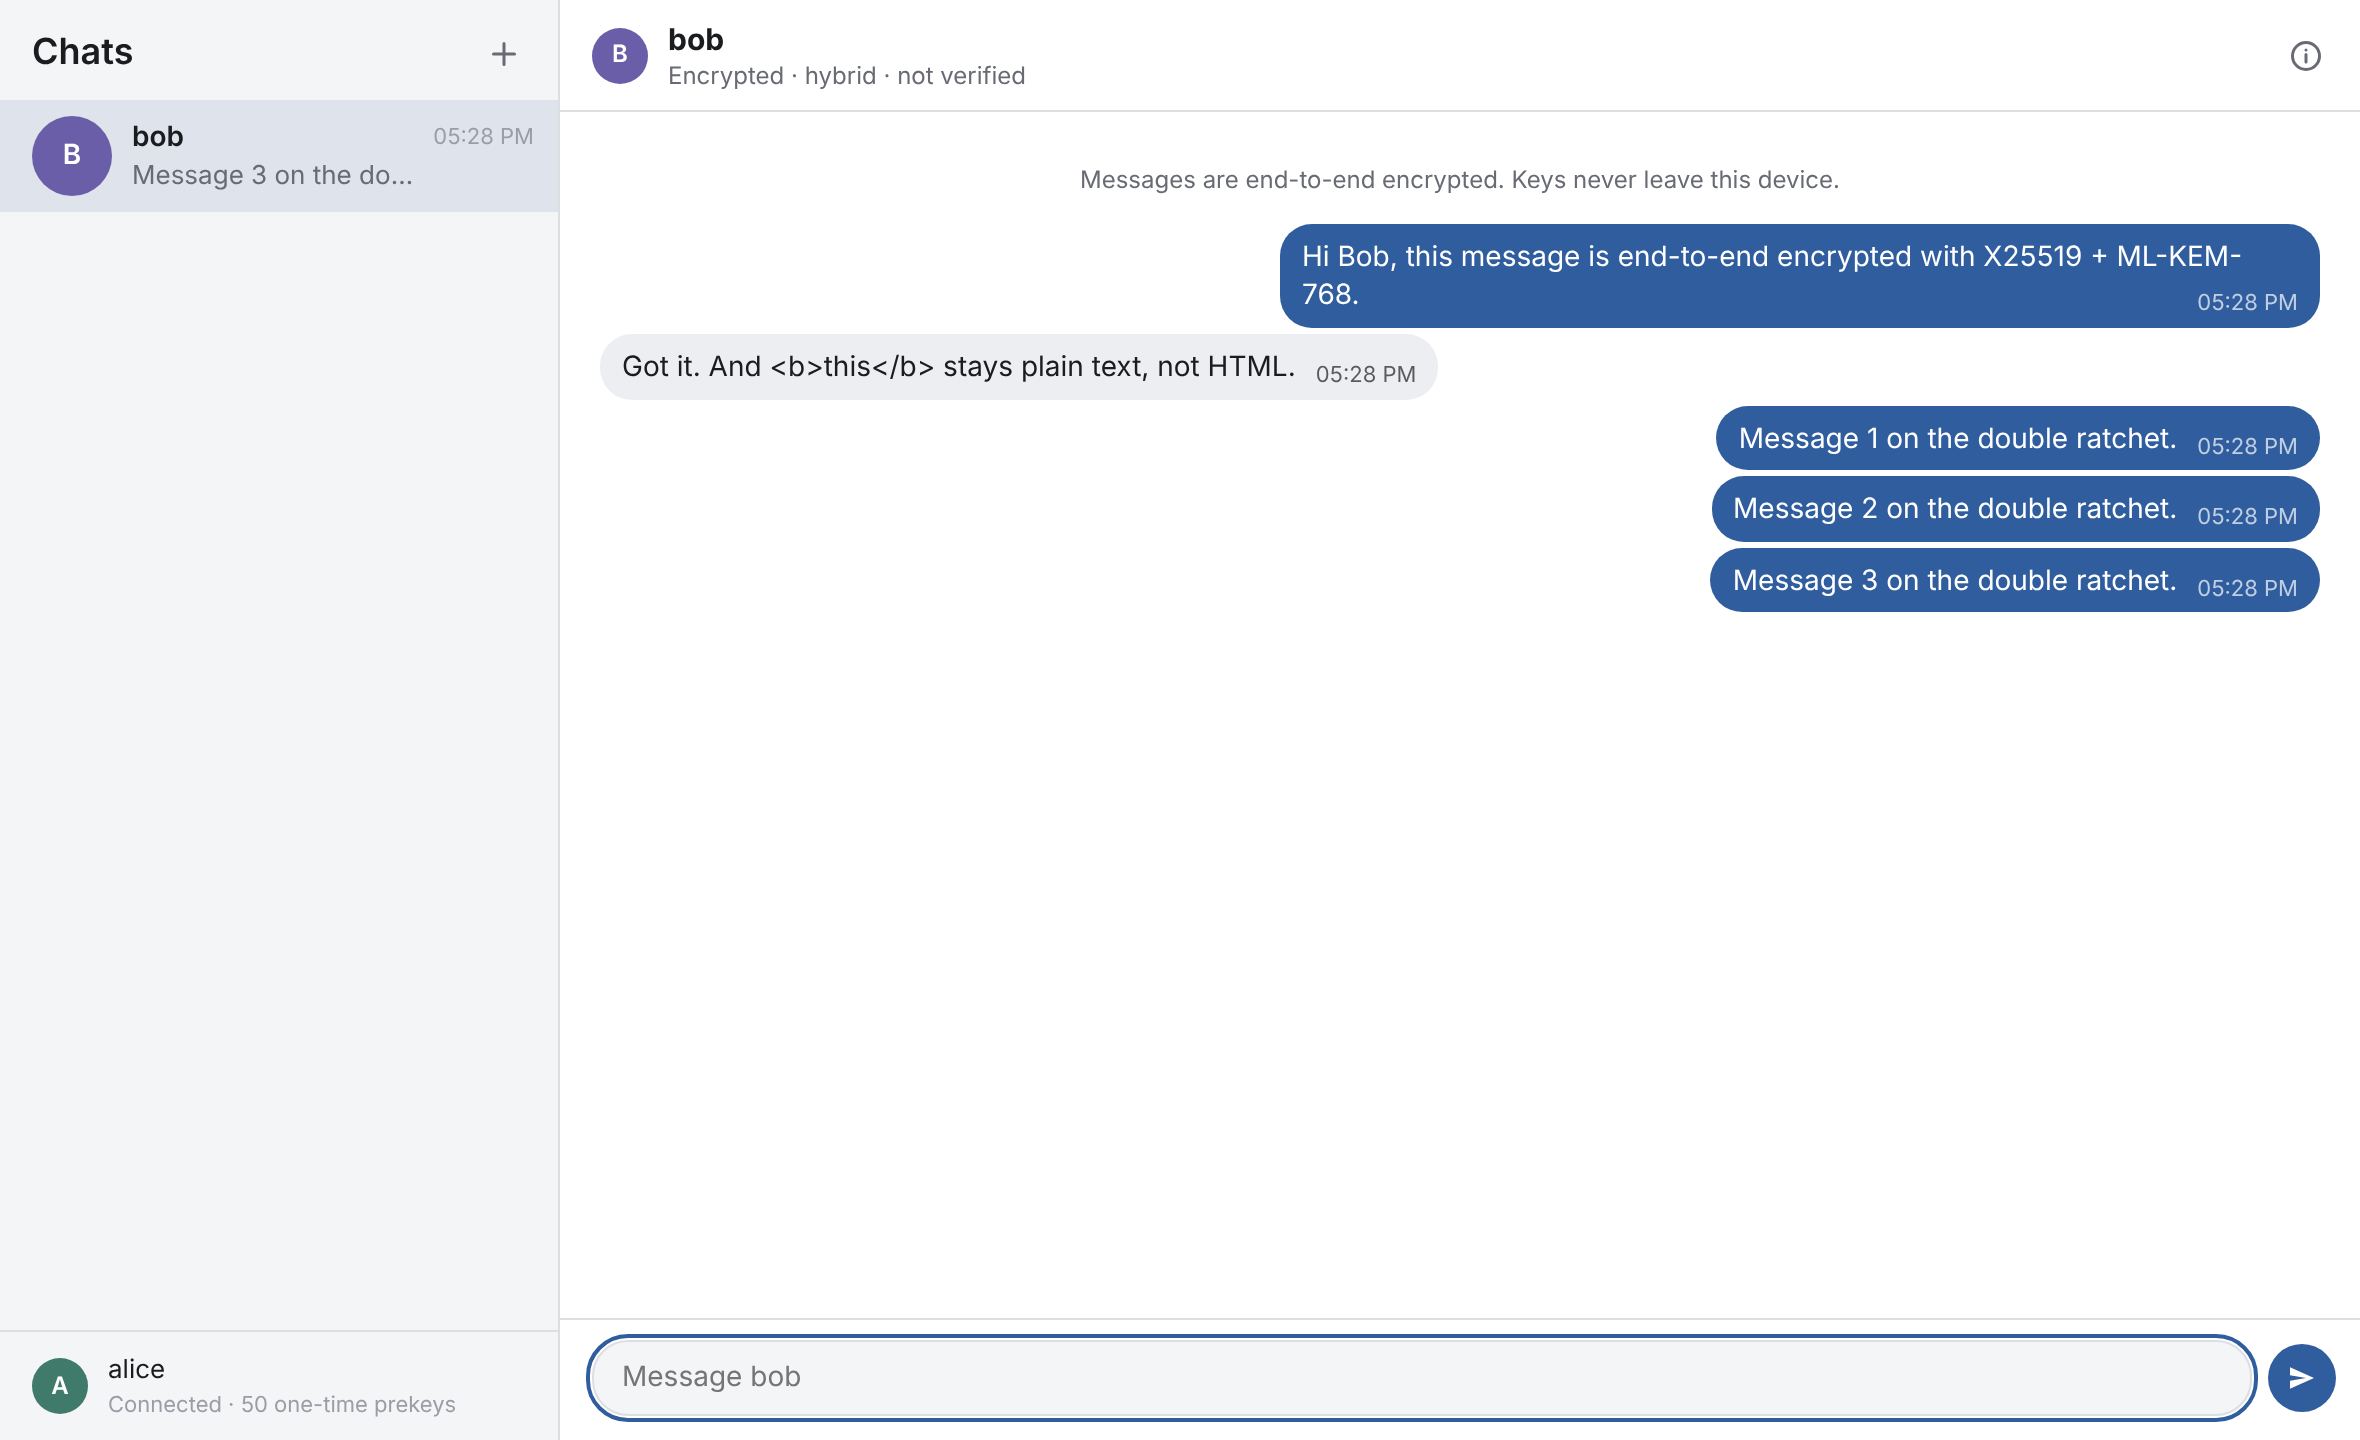 Chats
B
bob
05:28 PM
Message 3 on the do...
B
bob
Encrypted · hybrid · not verified
Messages are end-to-end encrypted. Keys never leave this device.
Hi Bob, this message is end-to-end encrypted with X25519 + ML-KEM-
768.
05:28 PM
Got it. And <b>this</b> stays plain text, not HTML.
05:28 PM
Message 1 on the double ratchet.
05:28 PM
Message 2 on the double ratchet.
05:28 PM
Message 3 on the double ratchet.
05:28 PM
A
alice
Connected · 50 one-time prekeys
Message bob